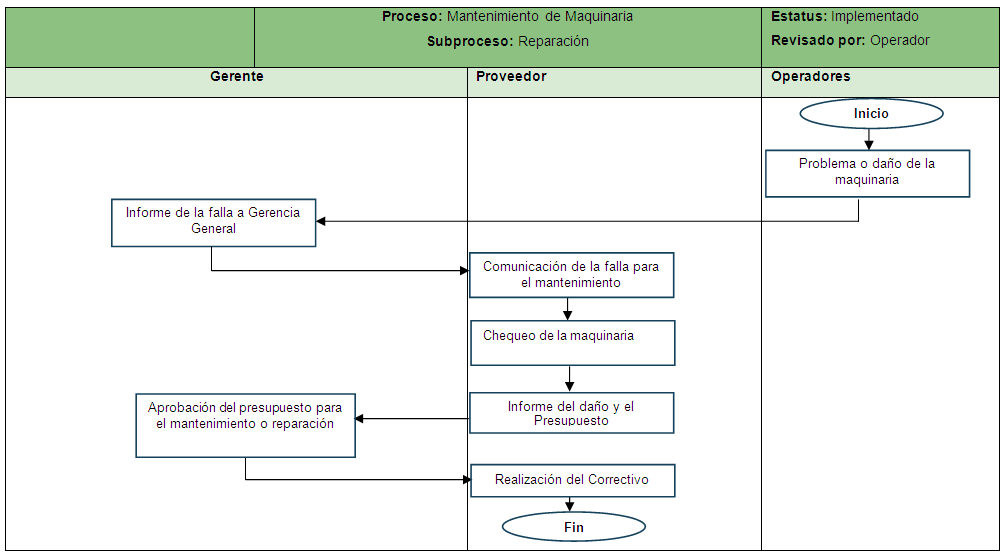 Proceso: Mantenimiento de Maquinaria
Subproceso: Reparación
Estatus: Implementado
Revisado por: Operador
Gerente
Proveedor
Operadores
Inicio
Problema o daño de la
maquinaria
Informe de la falla a Gerencia
General
Comunicación de la falla para
el mantenimiento
Chequeo de la maquinaria
Informe del daño y el
Presupuesto
Aprobación del presupuesto para
el mantenimiento o reparación
Realización del Correctivo
Fin